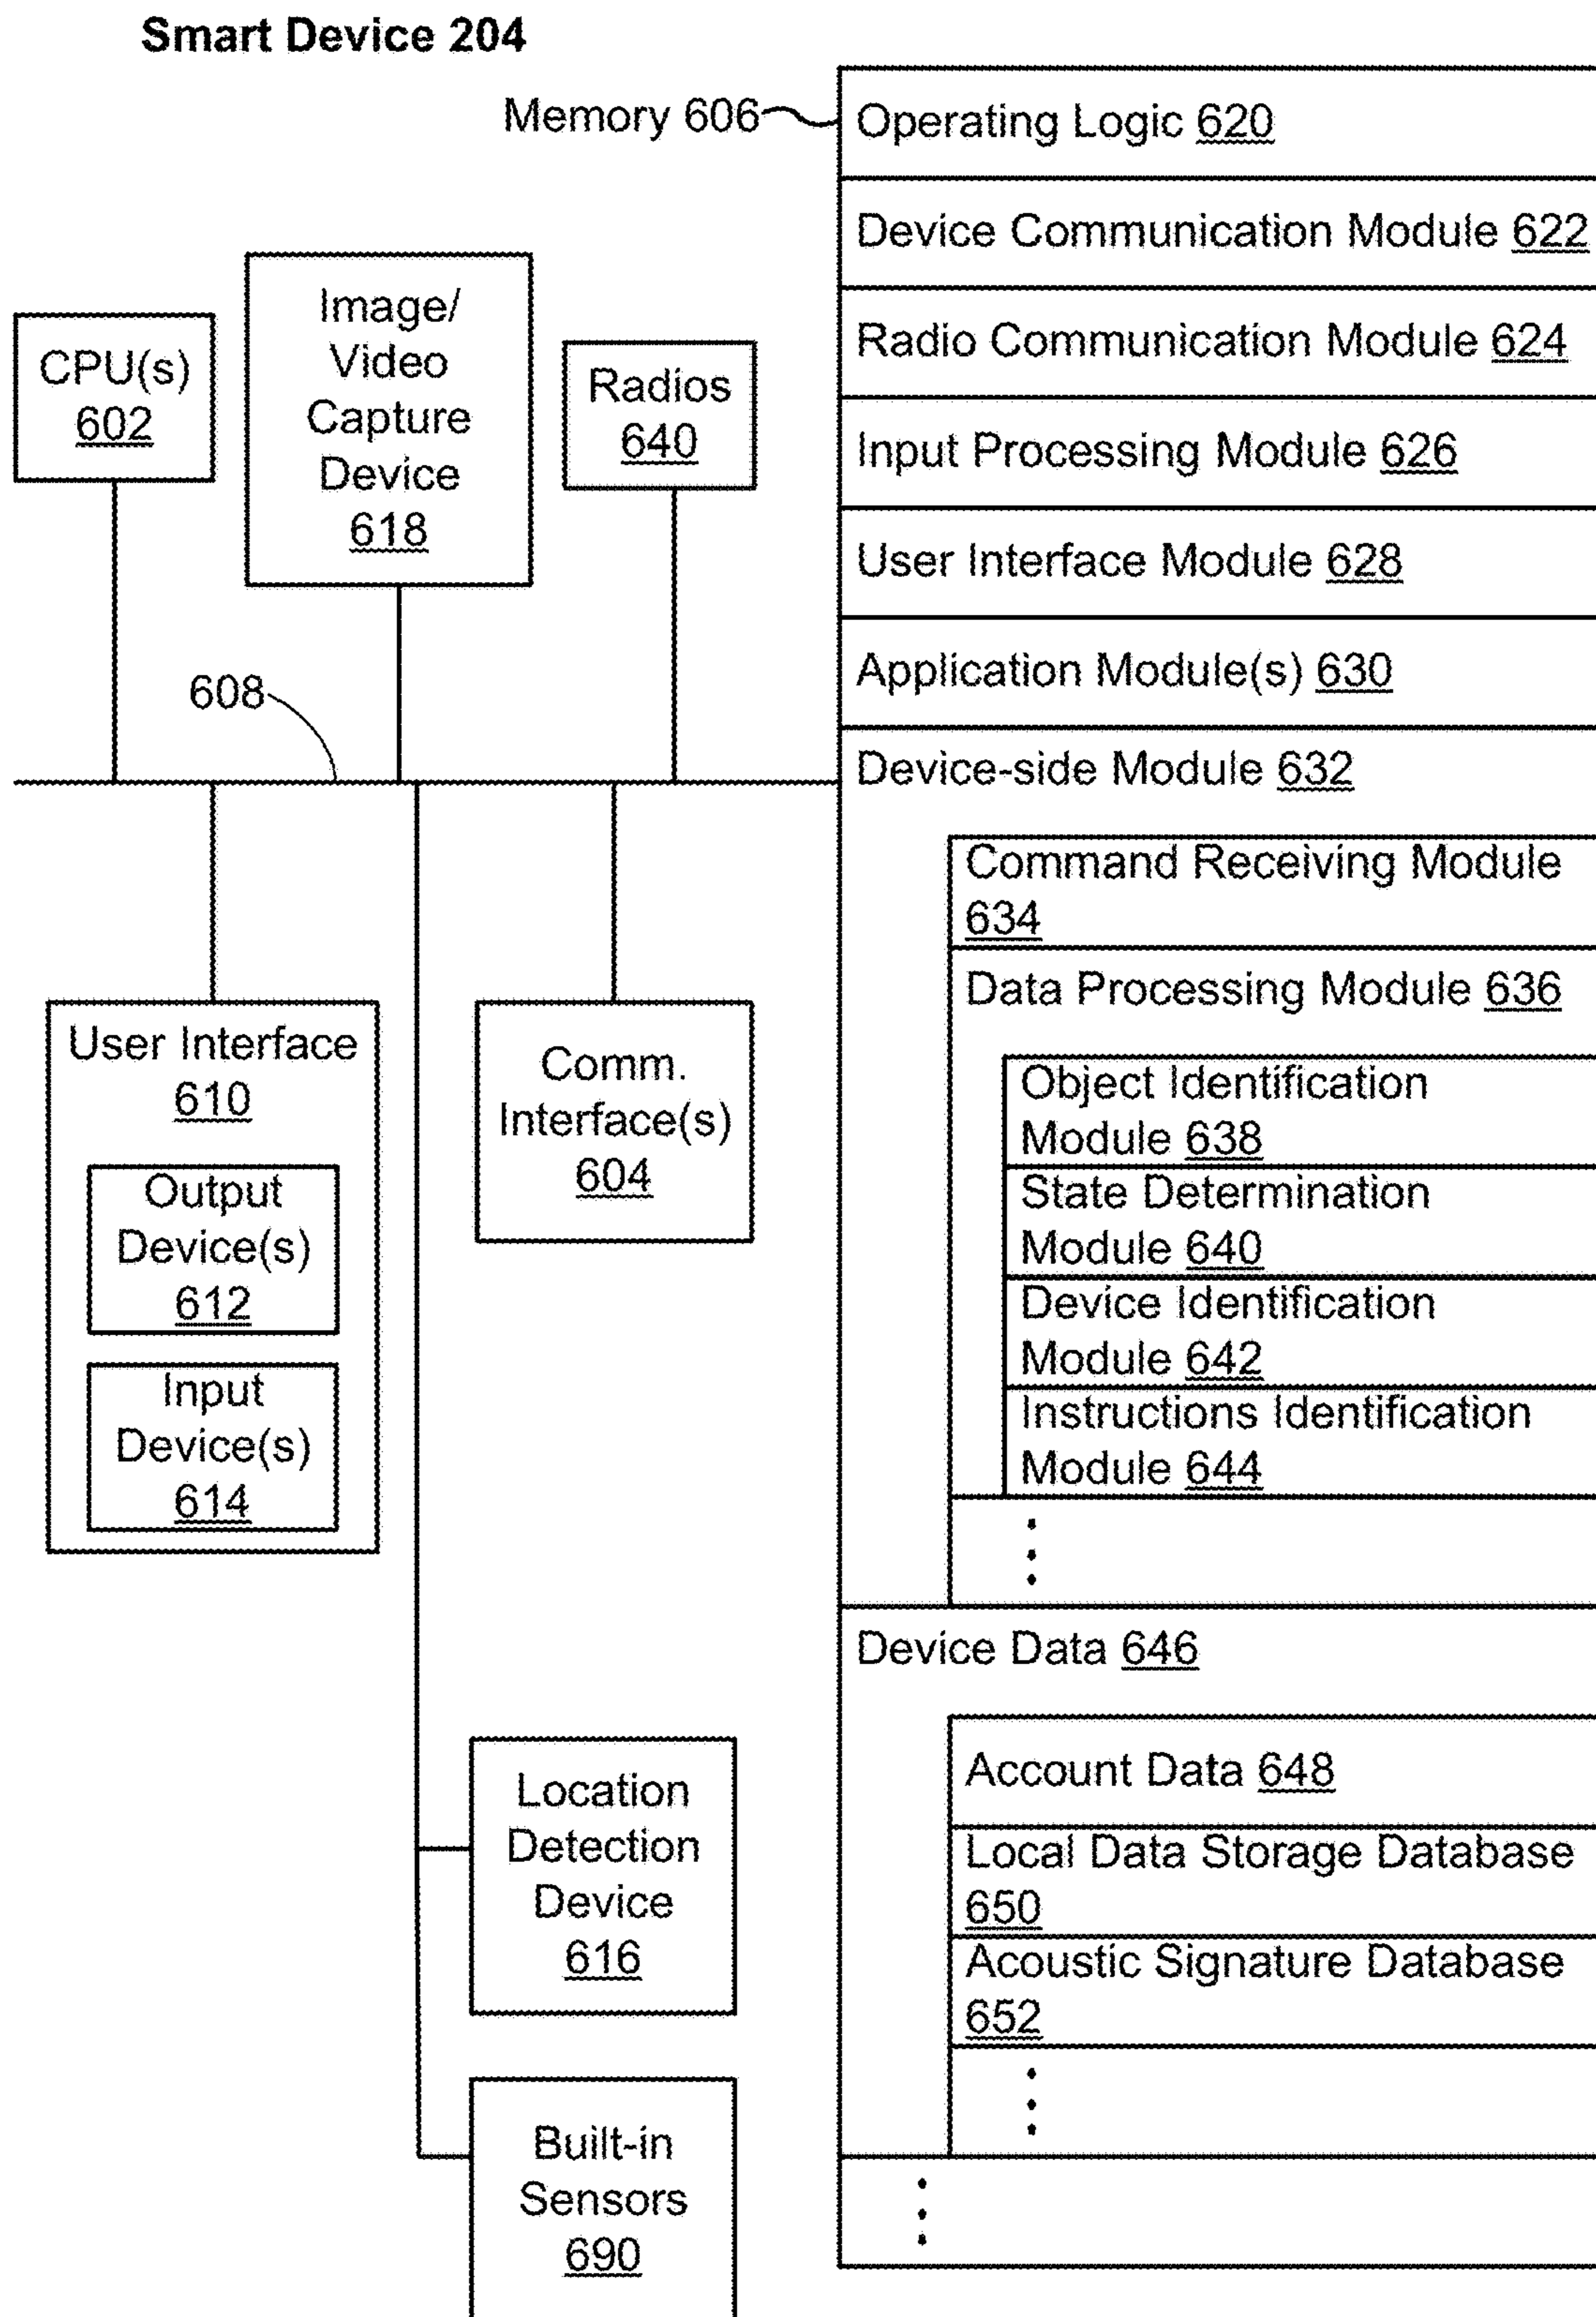 Smart Device 204
Memory 606
Operating Logic 620
Device Communication Module 622
Radio Communication Module 624
Input Processing Module 626
User Interface Module 628
Application Module(s) 630
Device-side Module 632
Command Receiving Module
634
Data Processing Module 636
Object Identification
Module 638
State Determination
Module 640
Device Identification
Module 642
Instructions Identification
Module 644
Device Data 646
Account Data 648
Local Data Storage Database
650
Acoustic Signature Database
652
CPU(s)
602
Image/
Video
Capture
Device
618
Radios
640
608
User Interface
610
Output
Device(s)
612
Input
Device(s)
614
Comm.
Interface(s)
604
Location
Detection
Device
616
Built-in
Sensors
690